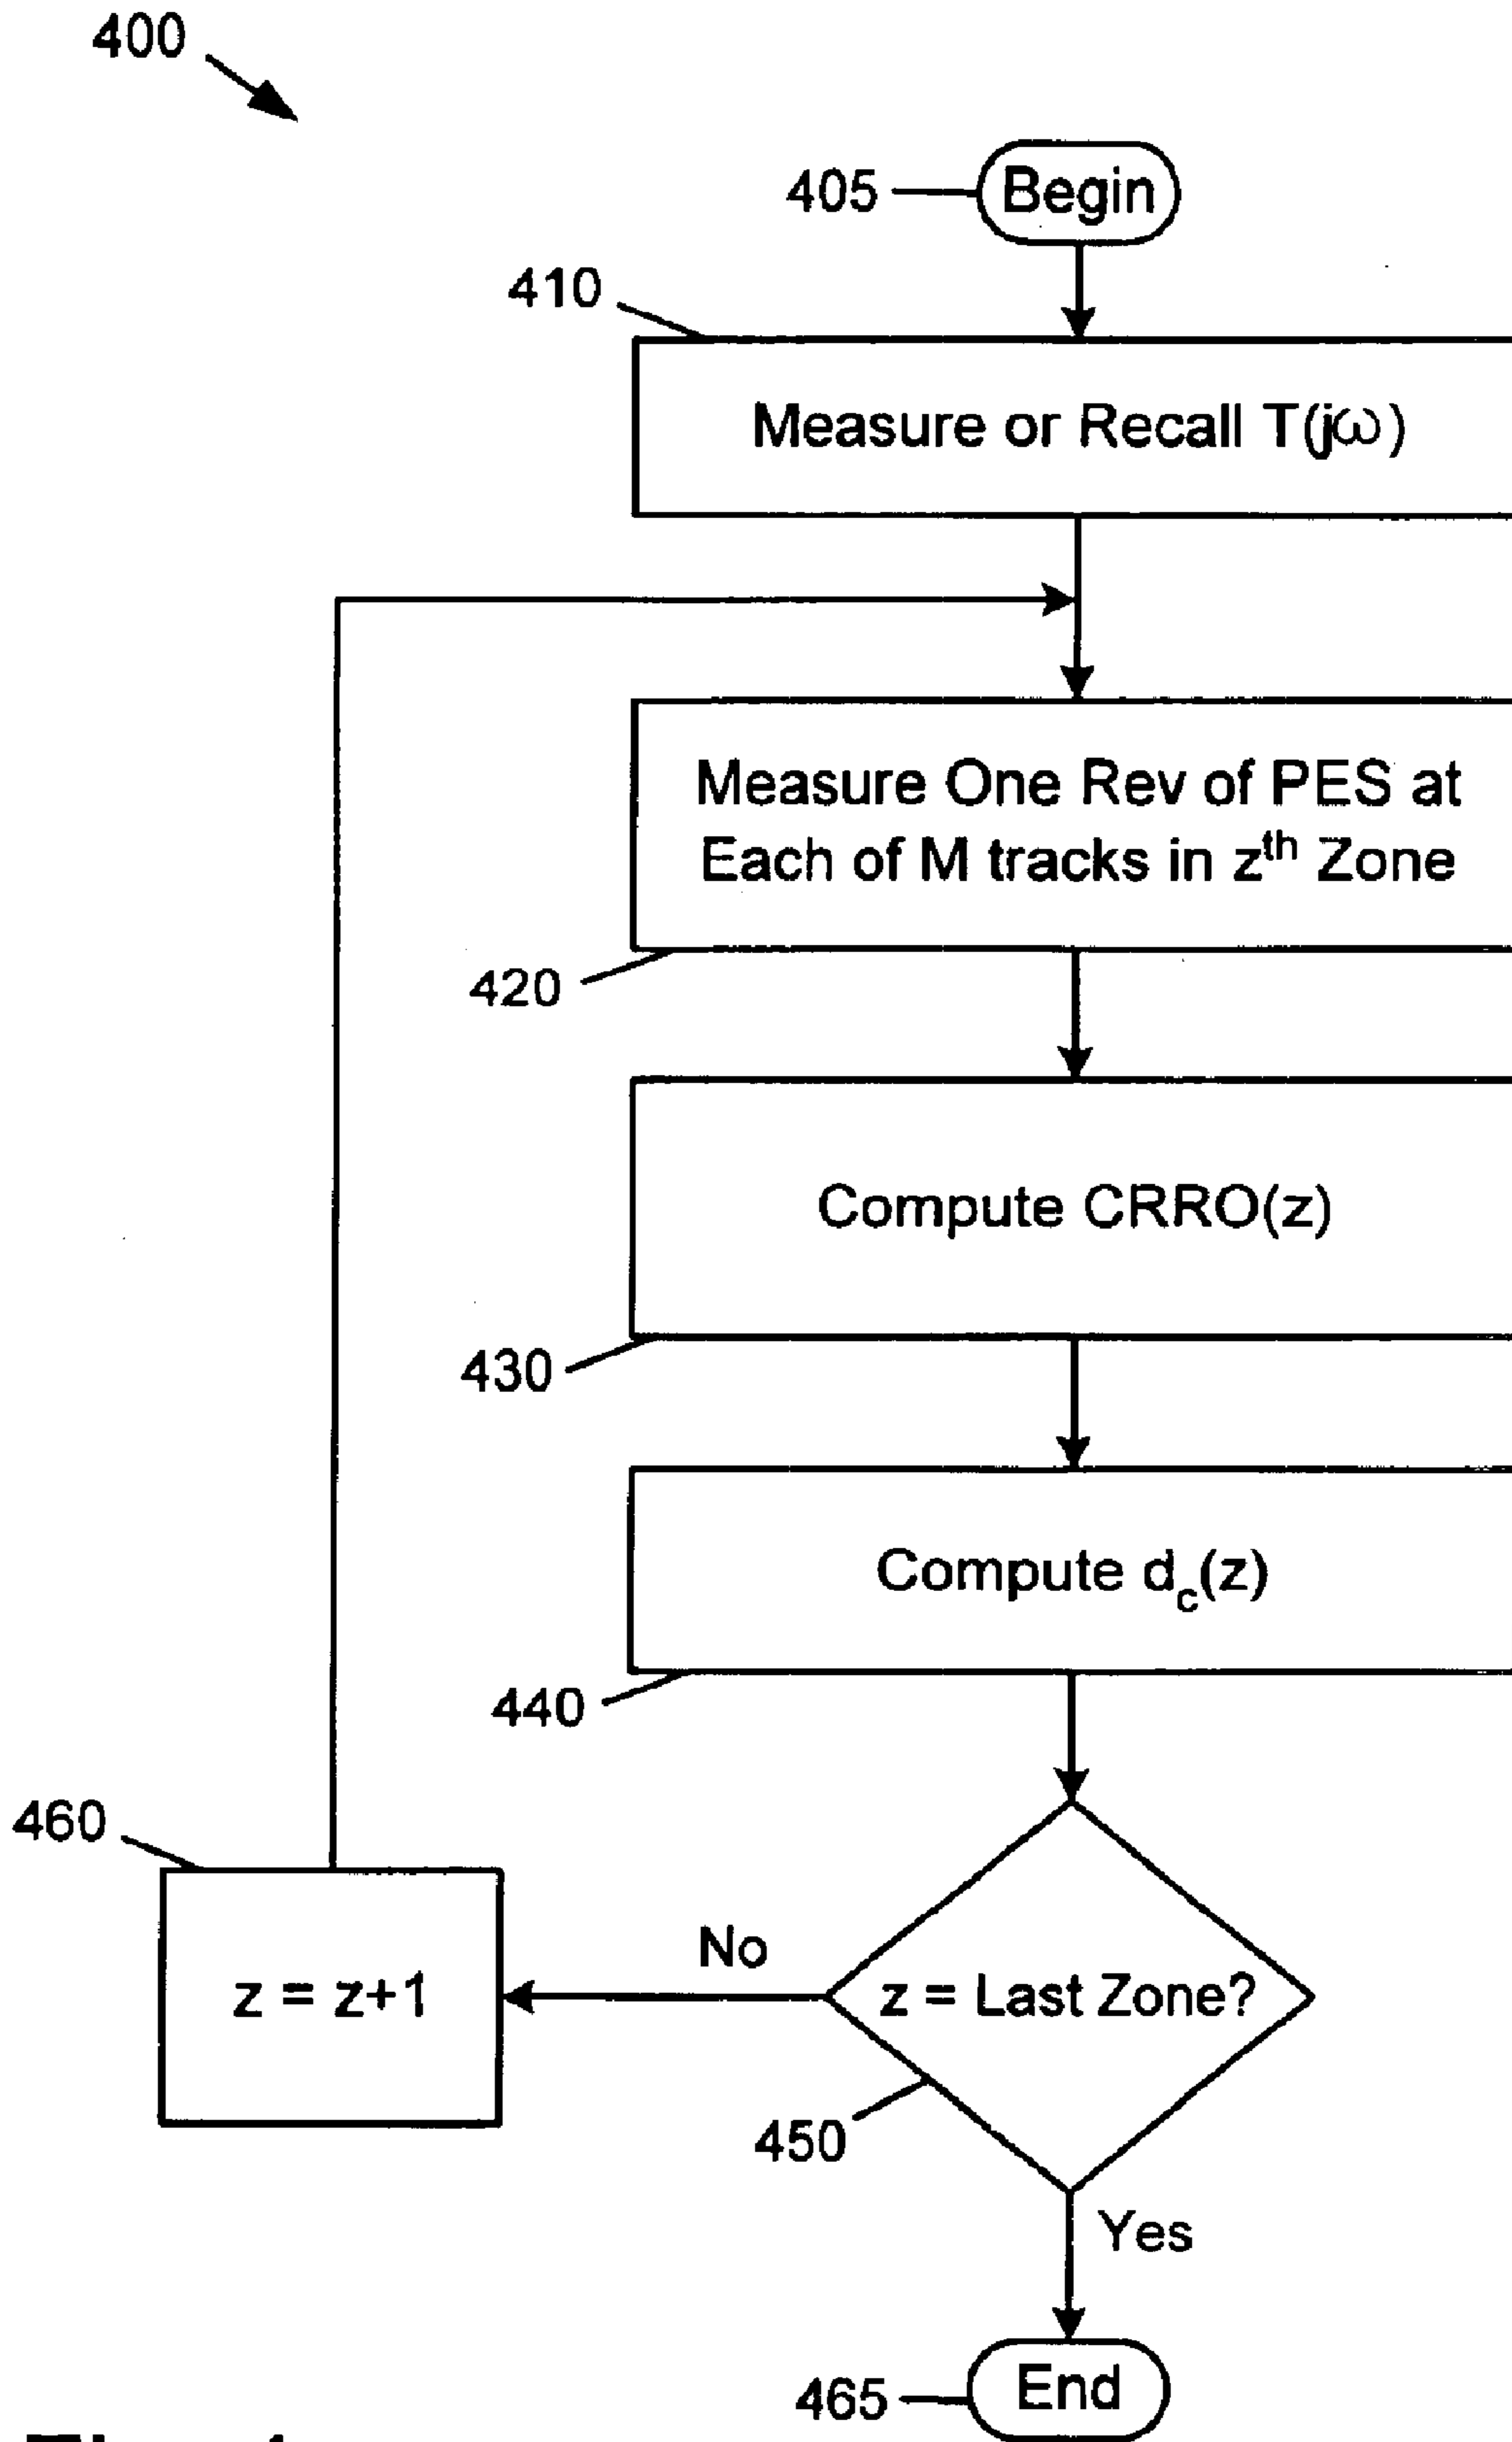 400
405
Begin
410
Measure or Recall T(jω)
Measure One Rev of PES at
Each of M tracks in zth Zone
420
Compute CRRO(z)
430
Compute dc(z)
440
460
z = z+1
No
z = Last Zone?
450
Yes
465
End